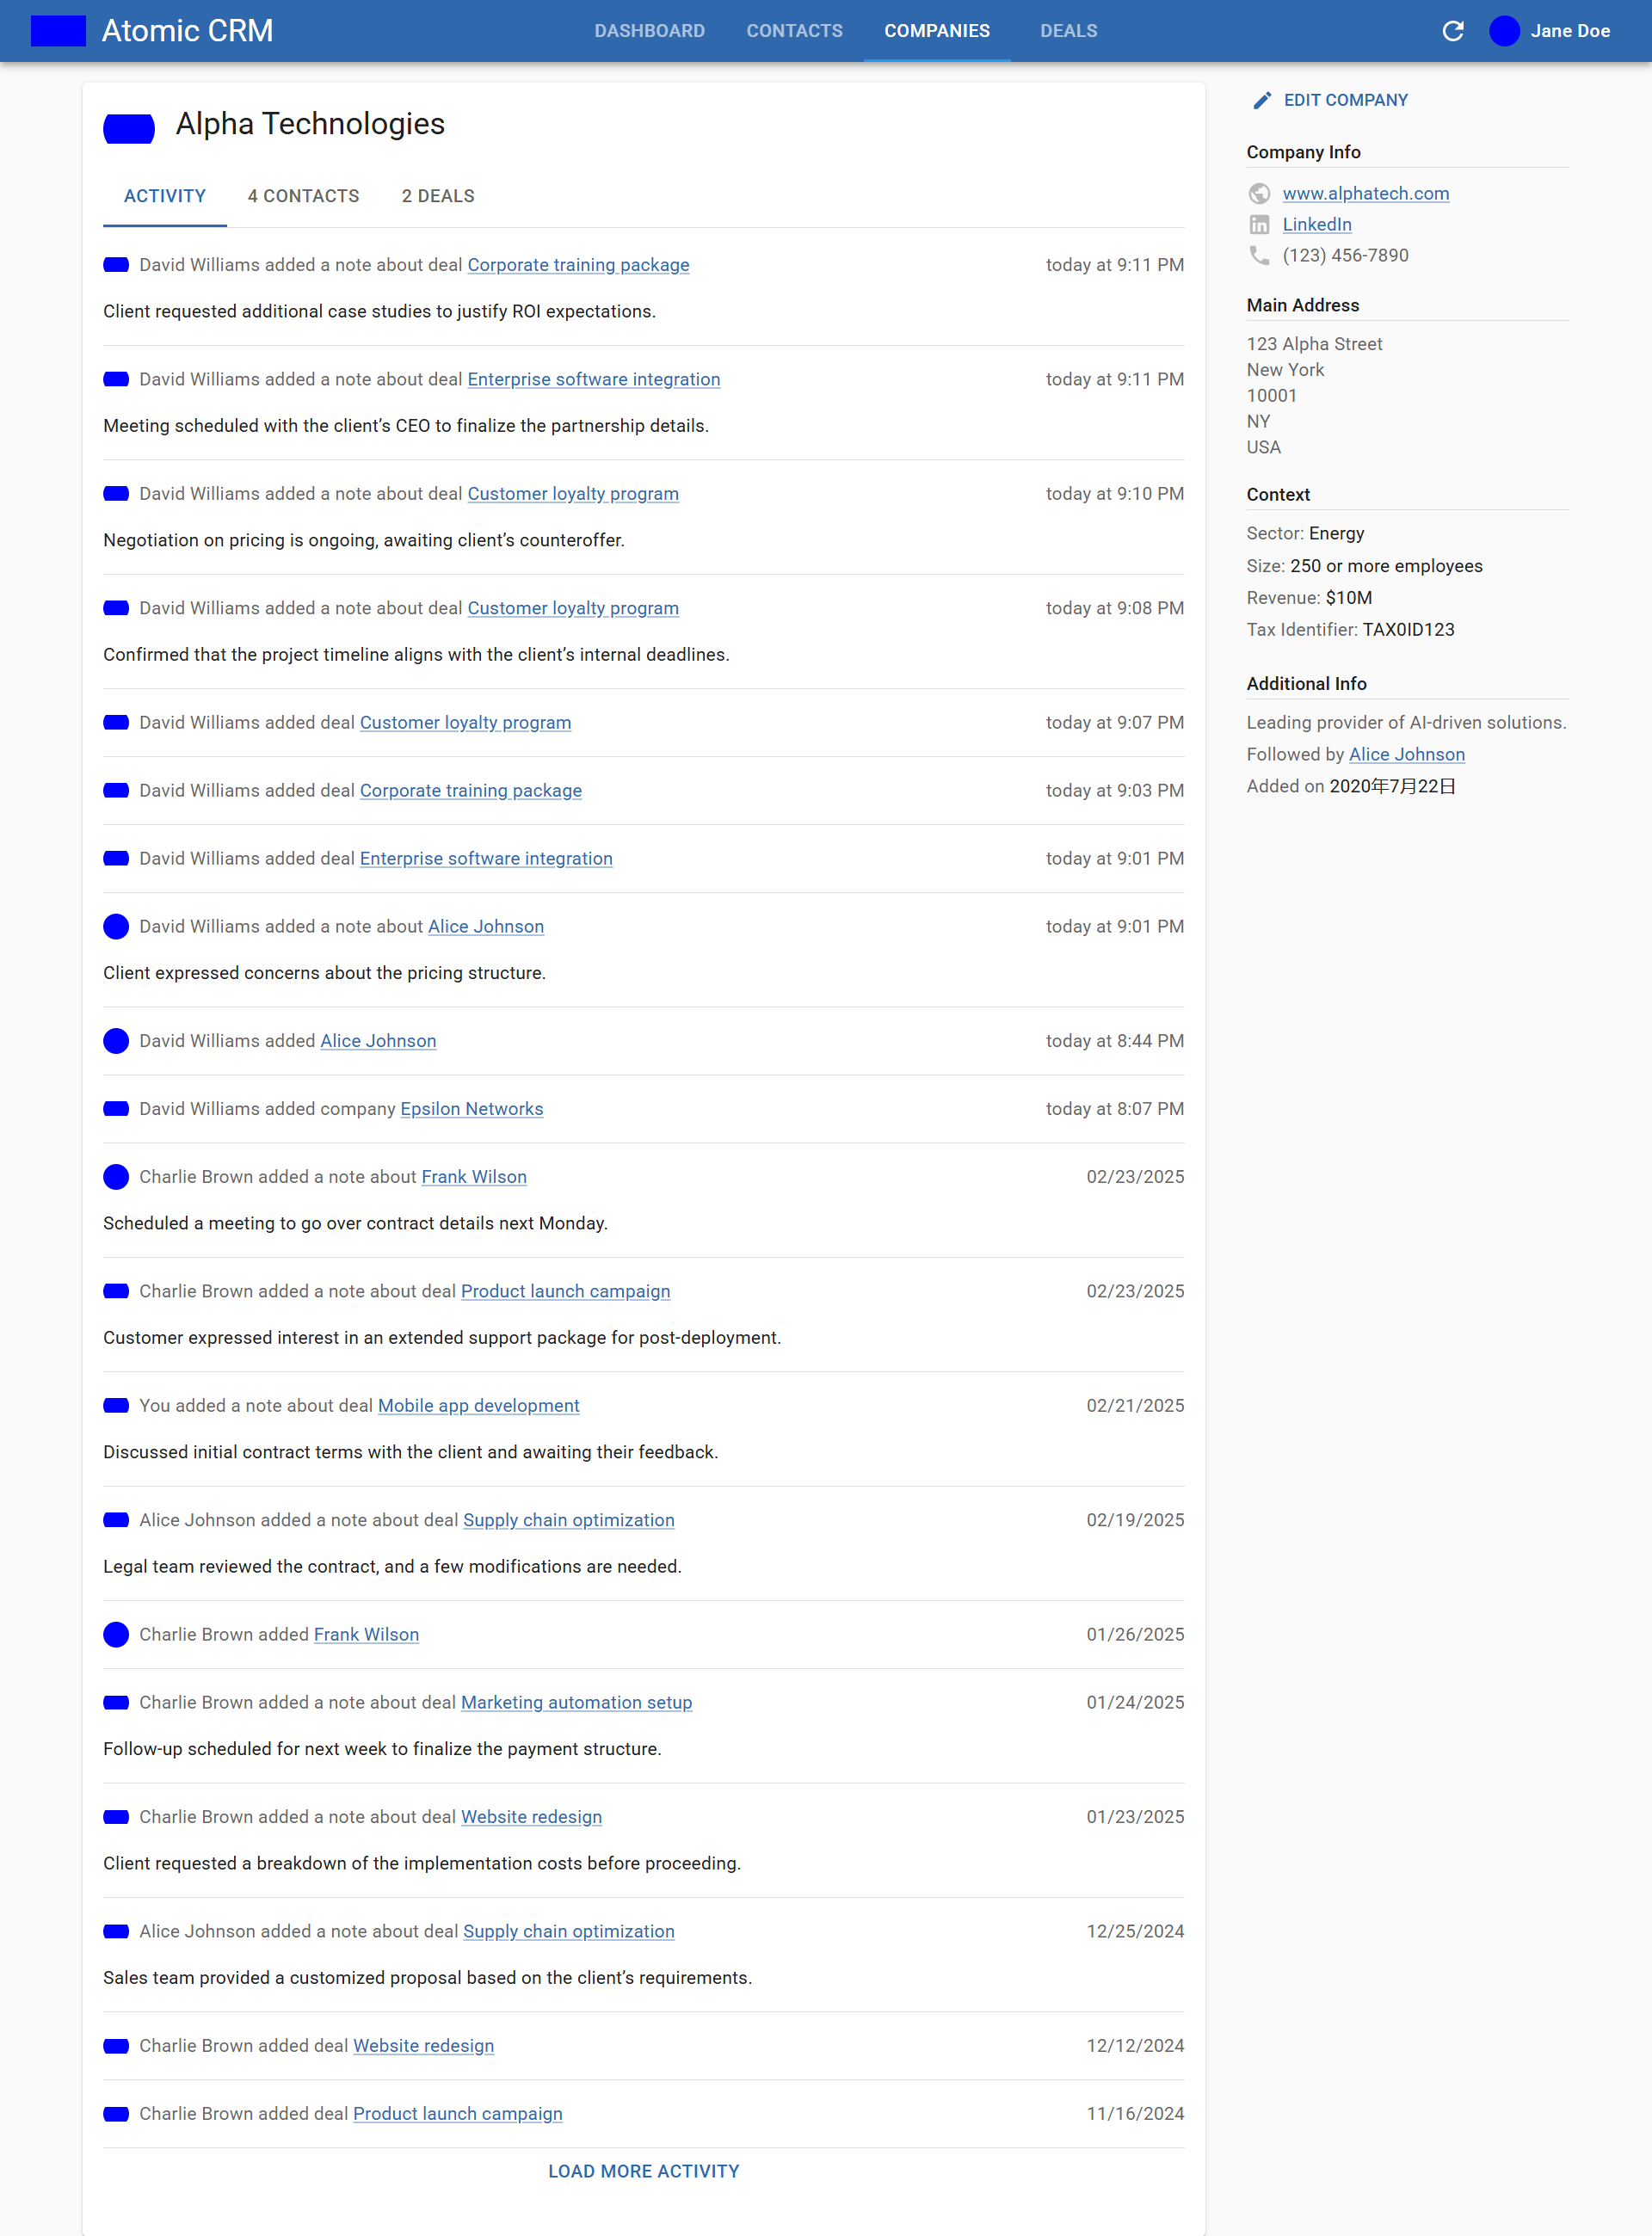 Atomic CRM
DASHBOARD
CONTACTS
COMPANIES
DEALS
Jane Doe
Alpha Technologies
ACTIVITY
4 CONTACTS
2 DEALS
David Williams added a note about deal Corporate training package today at 9:11 PM
Client requested additional case studies to justify ROI expectations.
David Williams added a note about deal Enterprise software integration today at 9:11 PM
Meeting scheduled with the client’s CEO to finalize the partnership details.
David Williams added a note about deal Customer loyalty program today at 9:10 PM
Negotiation on pricing is ongoing, awaiting client’s counteroffer.
David Williams added a note about deal Customer loyalty program today at 9:08 PM
Confirmed that the project timeline aligns with the client’s internal deadlines.
David Williams added deal Customer loyalty program today at 9:07 PM
David Williams added deal Corporate training package today at 9:03 PM
David Williams added deal Enterprise software integration today at 9:01 PM
David Williams added a note about Alice Johnson today at 9:01 PM
Client expressed concerns about the pricing structure.
David Williams added Alice Johnson today at 8:44 PM
David Williams added company Epsilon Networks today at 8:07 PM
Charlie Brown added a note about Frank Wilson 02/23/2025
Scheduled a meeting to go over contract details next Monday.
Charlie Brown added a note about deal Product launch campaign 02/23/2025
Customer expressed interest in an extended support package for post-deployment.
You added a note about deal Mobile app development 02/21/2025
Discussed initial contract terms with the client and awaiting their feedback.
Alice Johnson added a note about deal Supply chain optimization 02/19/2025
Legal team reviewed the contract, and a few modifications are needed.
Charlie Brown added Frank Wilson 01/26/2025
Charlie Brown added a note about deal Marketing automation setup 01/24/2025
Follow-up scheduled for next week to finalize the payment structure.
Charlie Brown added a note about deal Website redesign 01/23/2025
Client requested a breakdown of the implementation costs before proceeding.
Alice Johnson added a note about deal Supply chain optimization 12/25/2024
Sales team provided a customized proposal based on the client’s requirements.
Charlie Brown added deal Website redesign 12/12/2024
Charlie Brown added deal Product launch campaign 11/16/2024
LOAD MORE ACTIVITY
EDIT COMPANY
Company Info
www.alphatech.com
LinkedIn
(123) 456-7890
Main Address
123 Alpha Street
New York
10001
NY
USA
Context
Sector: Energy
Size: 250 or more employees
Revenue: $10M
Tax Identifier: TAX0ID123
Additional Info
Leading provider of AI-driven solutions.
Followed by Alice Johnson
Added on 2020年7月22日